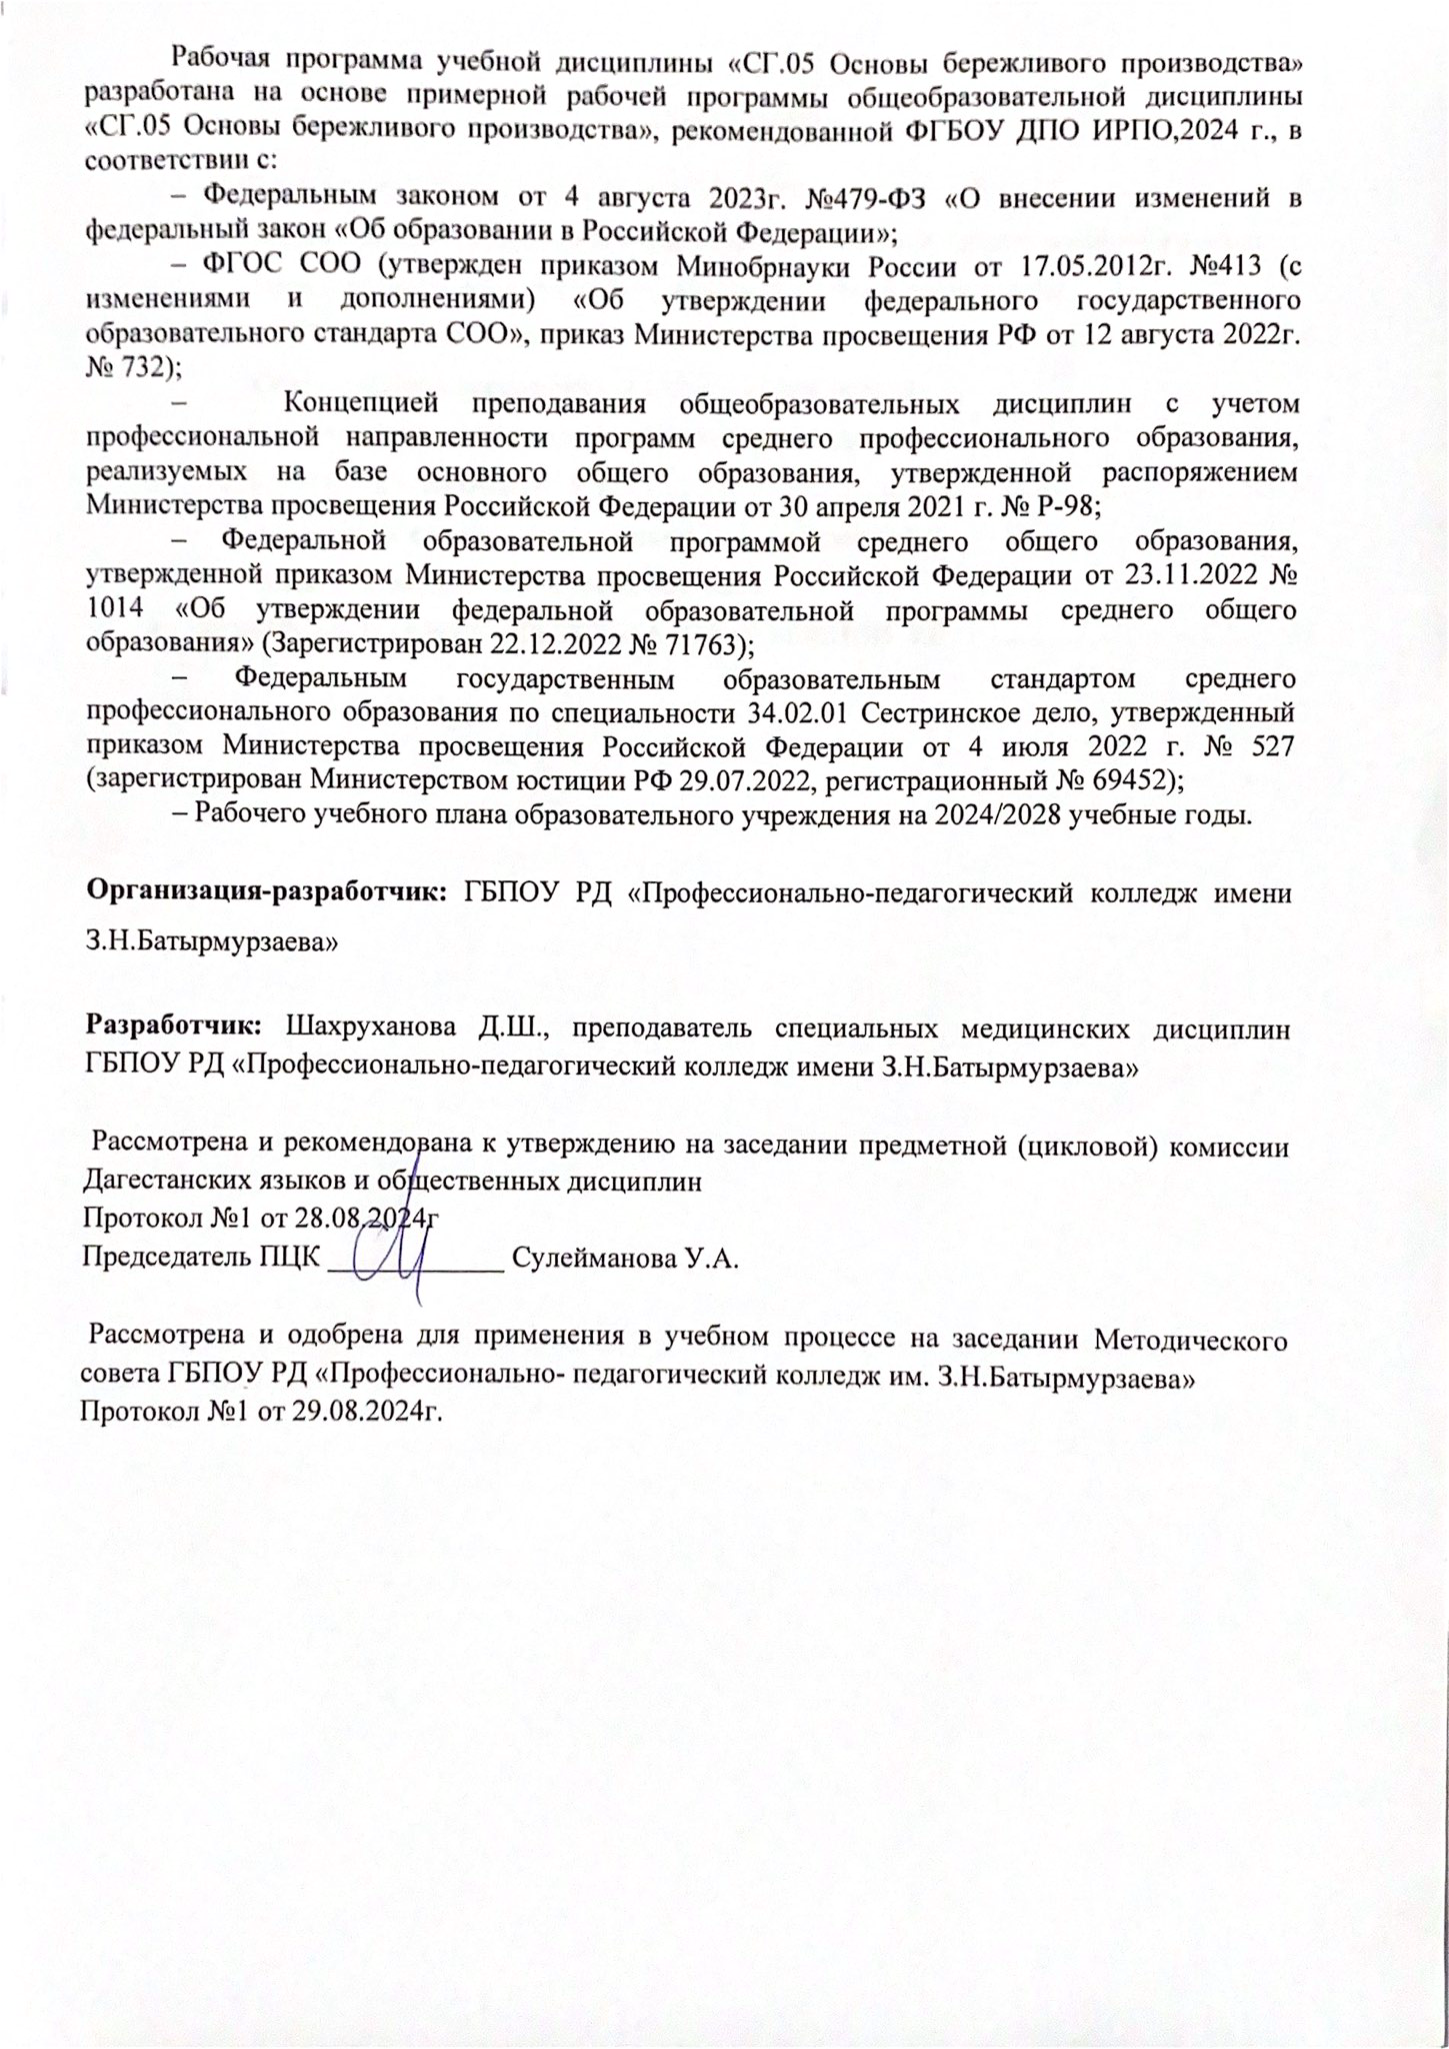 Рабочая программа учебной дисциплины «СГ.05 Основы бережливого производства»
разработана на основе примерной рабочей программы общеобразовательной дисциплины
«СГ.05 Основы бережливого производства», рекомендованной ФГБОУ ДПО ИРПО,2024 г., в
соответствии с:
– Федеральным законом от 4 августа 2023г. №479-ФЗ «О внесении изменений в
федеральный закон «Об образовании в Российской Федерации»;
– ФГОС СОО (утвержден приказом Минобрнауки России от 17.05.2012г. №413 (с
изменениями и дополнениями) «Об утверждении федерального государственного
образовательного стандарта СОО», приказ Министерства просвещения РФ от 12 августа 2022г.
№ 732);
– Концепцией преподавания общеобразовательных дисциплин с учетом
профессиональной направленности программ среднего профессионального образования,
реализуемых на базе основного общего образования, утвержденной распоряжением
Министерства просвещения Российской Федерации от 30 апреля 2021 г. № Р-98;
– Федеральной образовательной программой среднего общего образования,
утвержденной приказом Министерства просвещения Российской Федерации от 23.11.2022 №
1014 «Об утверждении федеральной образовательной программы среднего общего
образования» (Зарегистрирован 22.12.2022 № 71763);
– Федеральным государственным образовательным стандартом среднего
профессионального образования по специальности 34.02.01 Сестринское дело, утвержденный
приказом Министерства просвещения Российской Федерации от 4 июля 2022 г. № 527
(зарегистрирован Министерством юстиции РФ 29.07.2022, регистрационный № 69452);
– Рабочего учебного плана образовательного учреждения на 2024/2028 учебные годы.
Организация-разработчик: ГБПОУ РД «Профессионально-педагогический колледж имени
З.Н.Батырмурзаева»
Разработчик: Шахруханова Д.Ш., преподаватель специальных медицинских дисциплин
ГБПОУ РД «Профессионально-педагогический колледж имени З.Н.Батырмурзаева»
Рассмотрена и рекомендована к утверждению на заседании предметной (цикловой) комиссии
Дагестанских языков и общественных дисциплин
Протокол №1 от 28.08.2024г
Председатель ПЦК _____________ Сулейманова У.А.
Рассмотрена и одобрена для применения в учебном процессе на заседании Методического
совета ГБПОУ РД «Профессионально- педагогический колледж им. З.Н.Батырмурзаева»
Протокол №1 от 29.08.2024г.